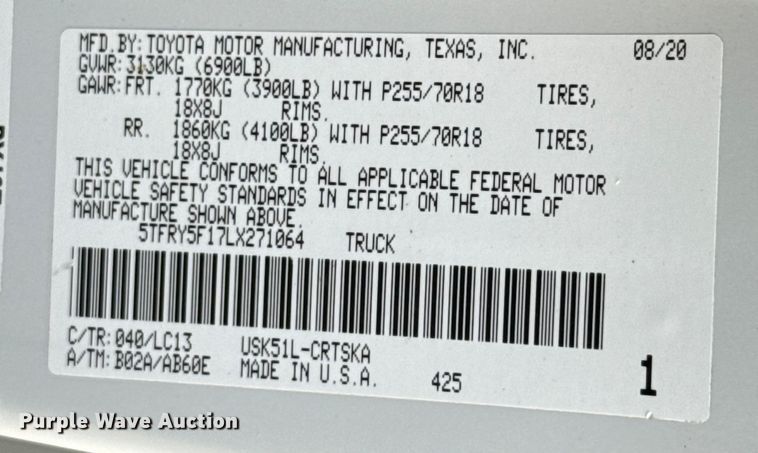 MFD.BY: TOYOTA MOTOR MANUFACTURING, TEXAS, INC. 08/20
GVWR: 3130KG (6900LB)
GAWR: FRT. 1770KG (3900LB) WITH P255/70R18 TIRES,
18X8J RIMS.
RR. 1860KG (4100LB) WITH P255/70R18 TIRES,
18X8J RIMS.
THIS VEHICLE CONFORMS TO ALL APPLICABLE FEDERAL MOTOR
VEHICLE SAFETY STANDARDS IN EFFECT ON THE DATE OF
MANUFACTURE SHOWN ABOVE.
5TFRY5F17LX271064 TRUCK
C/TR: 040/LC13 USK51L-CRTSKA
A/TM: B02A/AB60E MADE IN U.S.A. 425 1
Purple Wave Auction